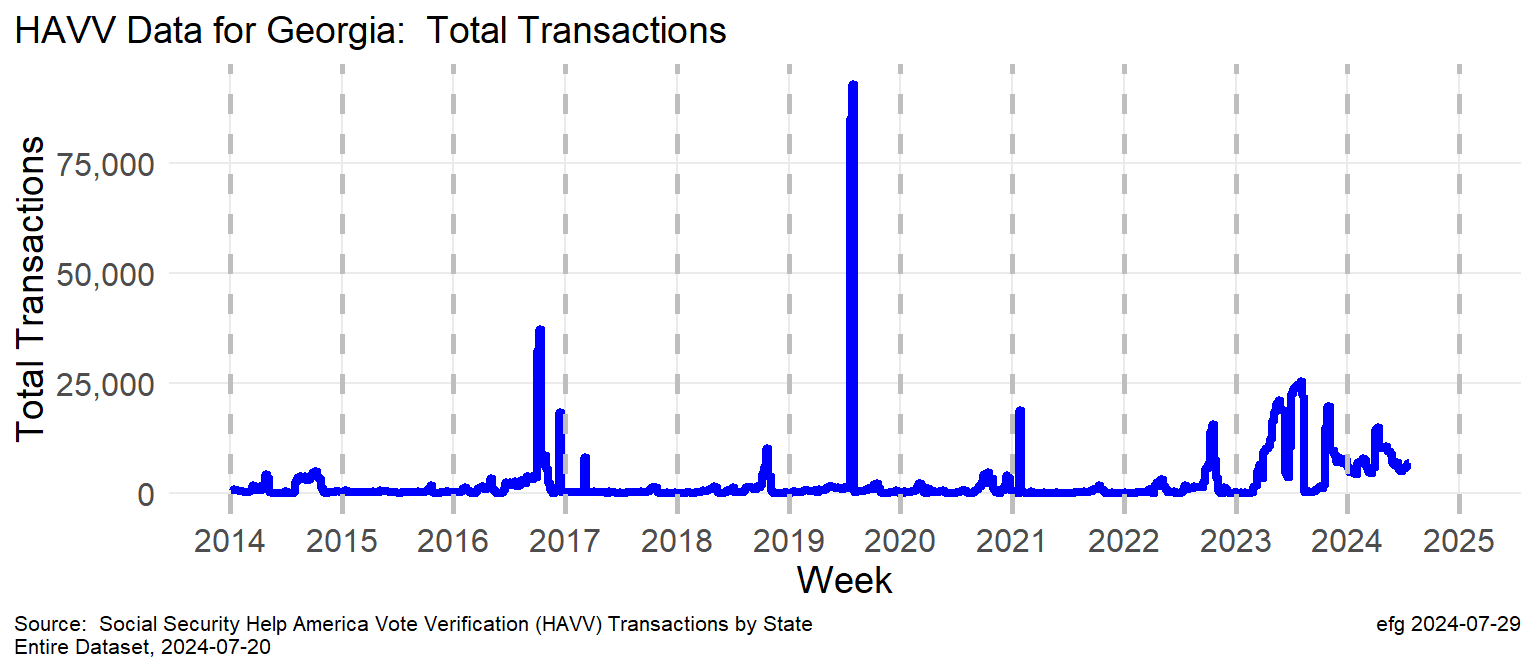 HAVV Data for Georgia:  Total Transactions
Total Transactions
75,000
50,000
25,000
0
2014 2015 2016 2017 2018 2019 2020 2021 2022 2023 2024 2025
Week
Source:  Social Security Help America Vote Verification (HAVV) Transactions by State
Entire Dataset, 2024-07-20
efg 2024-07-29